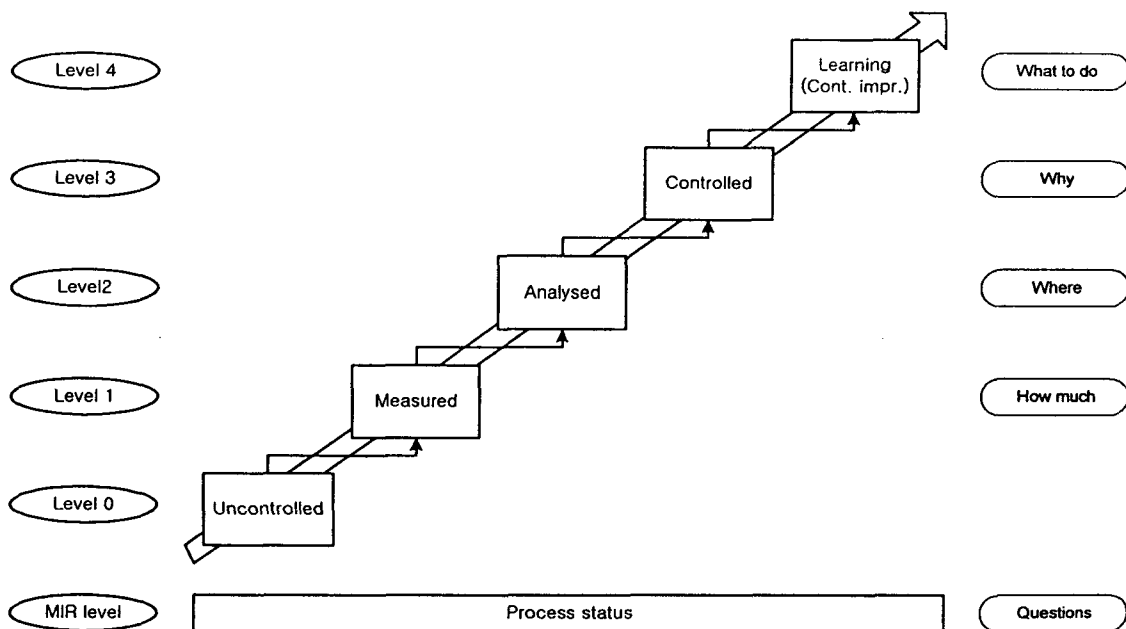 Level 4
Learning
(Cont. impr.)
What to do
Level 3
Controlled
Why
Level2
Analysed
Where
Level 1
Measured
How much
Level 0
Uncontrolled
MIR level
Process status
Questions